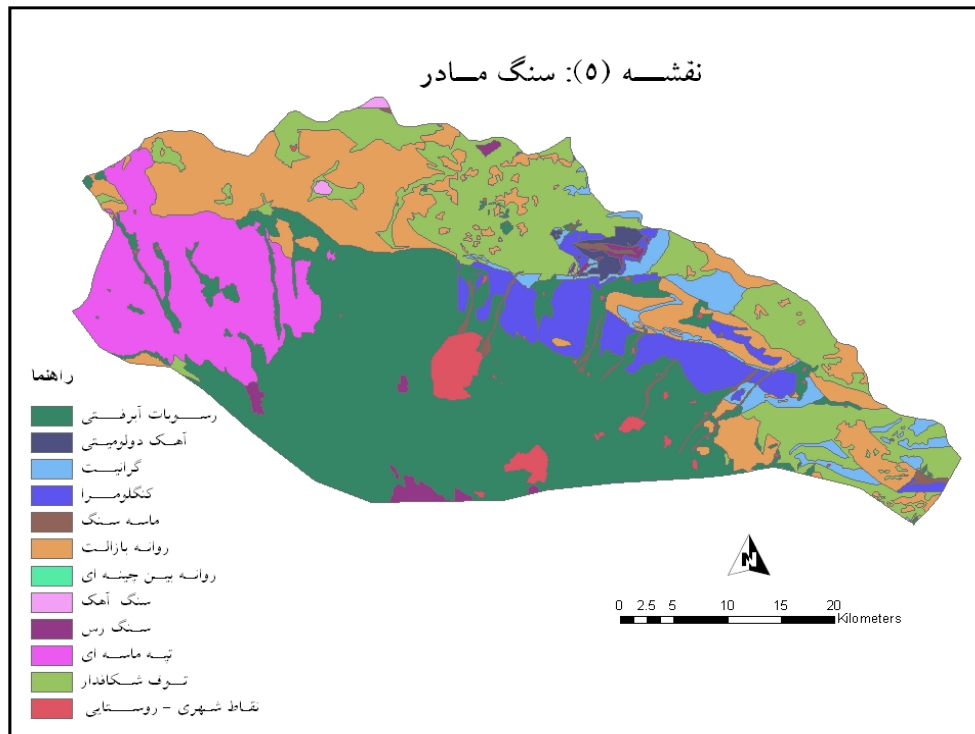 نقشه (٥): سنگ مادر
راهنما
رسوبات آبرفتی
آهک دولومیتی
گرانیت
کنگلومرا
ماسه سنگ
روانه بازالت
روانه بین چینه ای
سنگ آهک
سنگ رس
تپه ماسه ای
توف شکافدار
نقاط شهری - روستایی
N
0 2.5 5 10 15 20
Kilometers